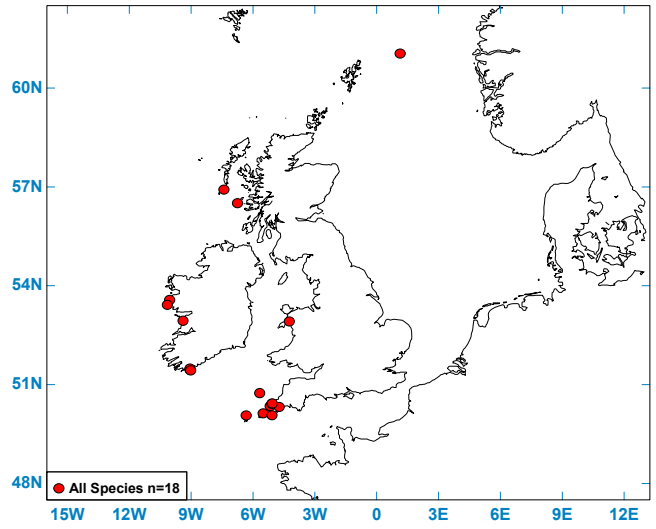 60N
57N
54N
51N
48N
All Species n=18
15W 12W 9W 6W 3W 0 3E 6E 9E 12E